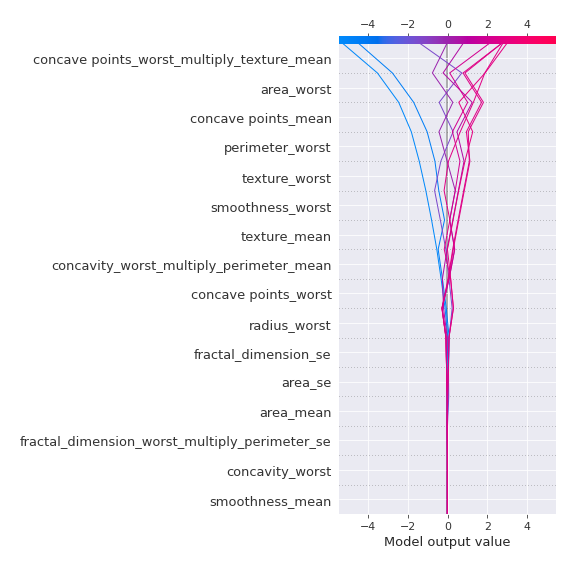 −4 −2 0 2 4
concave points_worst_multiply_texture_mean
area_worst
concave points_mean
perimeter_worst
texture_worst
smoothness_worst
texture_mean
concavity_worst_multiply_perimeter_mean
concave points_worst
radius_worst
fractal_dimension_se
area_se
area_mean
fractal_dimension_worst_multiply_perimeter_se
concavity_worst
smoothness_mean
−4 −2 0 2 4
Model output value